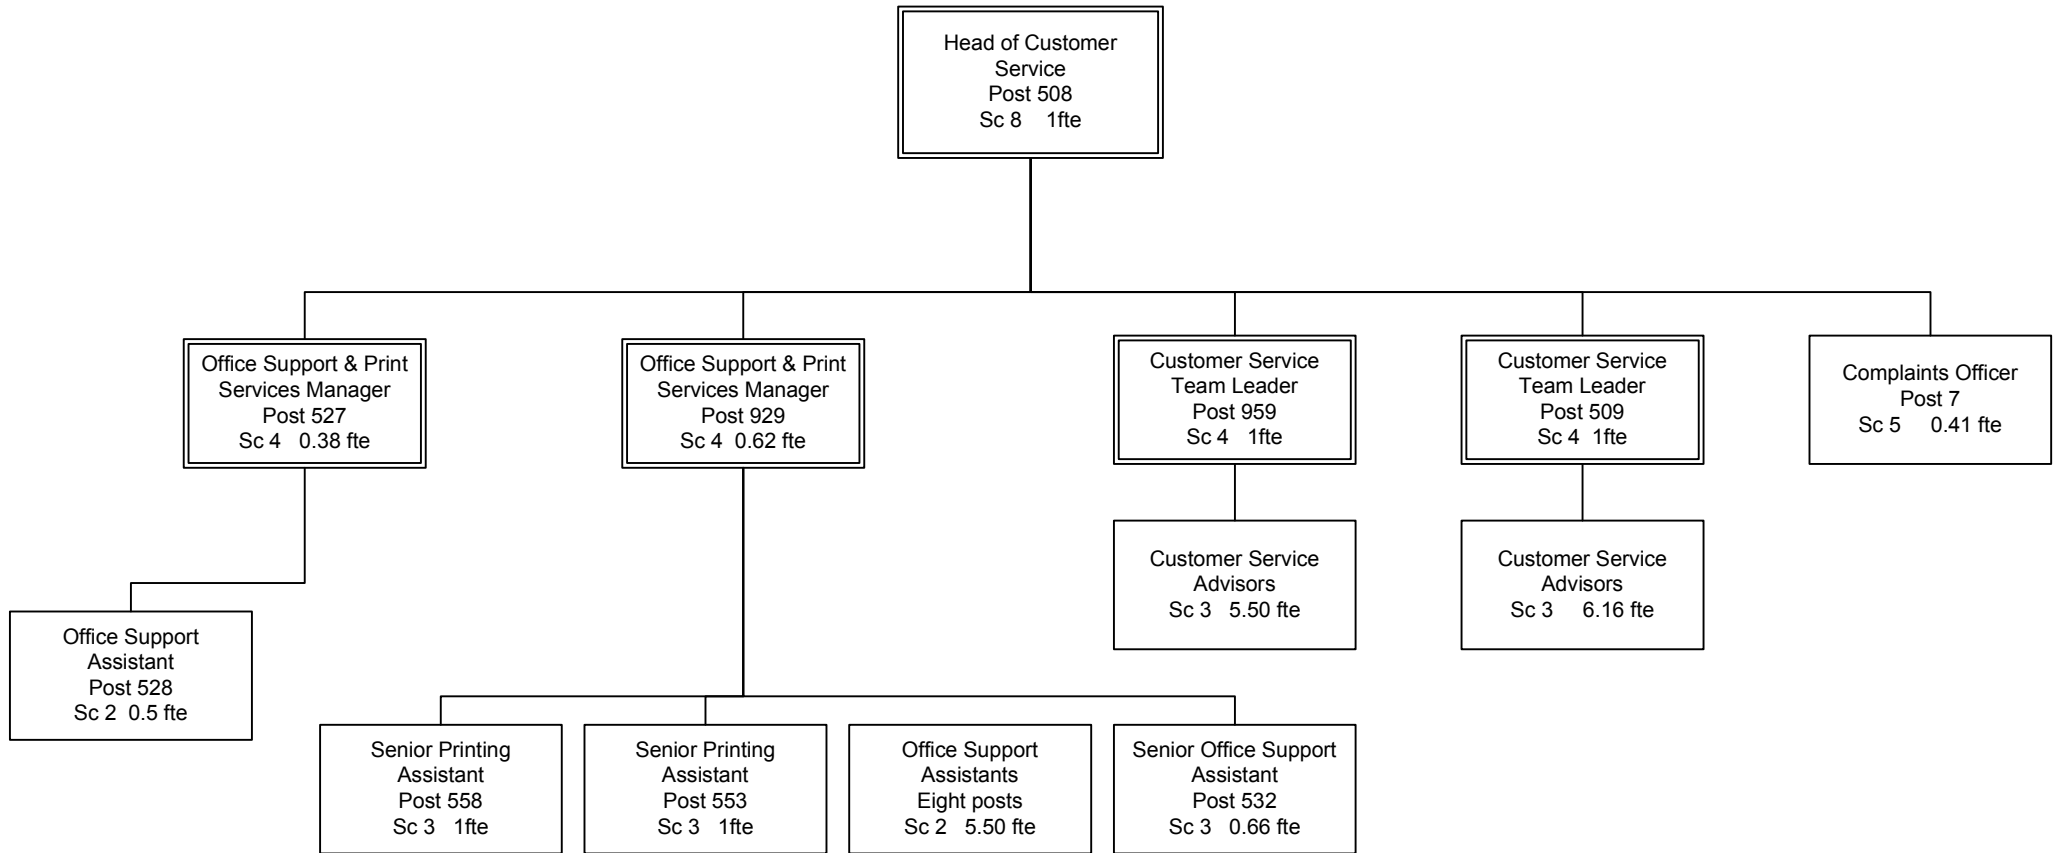 Head of Customer
Service
Post 508
Sc 8 1fte
Office Support & Print
Services Manager
Post 527
Sc 4 0.38 fte
Office Support & Print
Services Manager
Post 929
Sc 4 0.62 fte
Customer Service
Team Leader
Post 959
Sc 4 1fte
Customer Service
Team Leader
Post 509
Sc 4 1fte
Complaints Officer
Post 7
Sc 5 0.41 fte
Customer Service
Advisors
Sc 3 5.50 fte
Customer Service
Advisors
Sc 3 6.16 fte
Office Support
Assistant
Post 528
Sc 2 0.5 fte
Senior Printing
Assistant
Post 558
Sc 3 1fte
Senior Printing
Assistant
Post 553
Sc 3 1fte
Office Support
Assistants
Eight posts
Sc 2 5.50 fte
Senior Office Support
Assistant
Post 532
Sc 3 0.66 fte